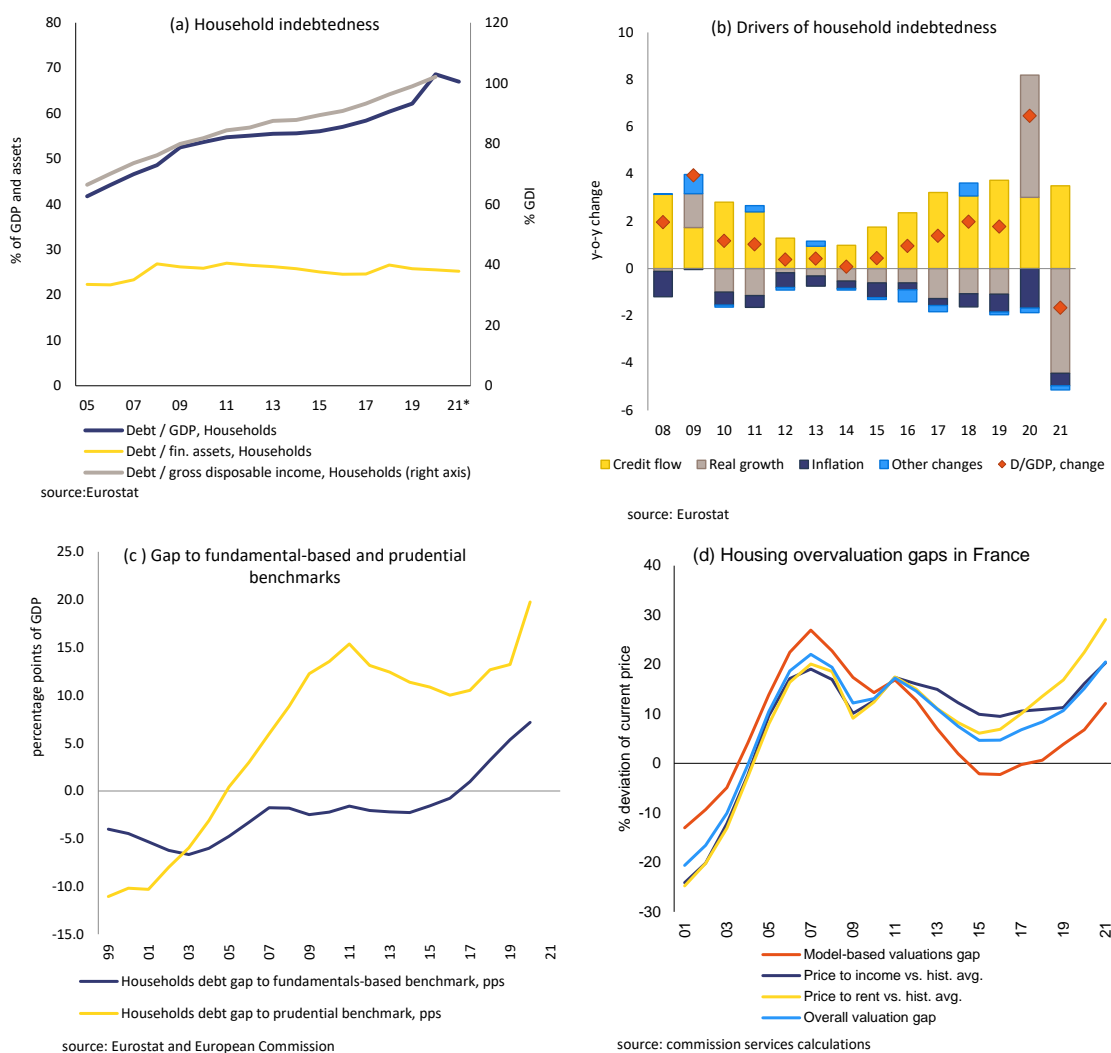 (a) Household indebtedness
% of GDP and assets
80
70
60
50
40
30
20
10
0
120
100
80
60
40
20
0
% GDI
05 07 09 11 13 15 17 19 21*
Debt / GDP, Households
Debt / fin. assets, Households
Debt / gross disposable income, Households (right axis)
source:Eurostat
(b) Drivers of household indebtedness
y-o-y change
10
8
6
4
2
0
-2
-4
-6
08 09 10 11 12 13 14 15 16 17 18 19 20 21
Credit flow Real growth Inflation Other changes D/GDP, change
source: Eurostat
(c ) Gap to fundamental-based and prudential
benchmarks
percentage points of GDP
25.0
20.0
15.0
10.0
5.0
0.0
-5.0
-10.0
-15.0
99 01 03 05 07 09 11 13 15 17 19 21
Households debt gap to fundamentals-based benchmark, pps
Households debt gap to prudential benchmark, pps
source: Eurostat and European Commission
(d) Housing overvaluation gaps in France
% deviation of current price
40
30
20
10
0
-10
-20
-30
01 03 05 07 09 11 13 15 17 19 21
Model-based valuations gap
Price to income vs. hist. avg.
Price to rent vs. hist. avg.
Overall valuation gap
source: commission services calculations